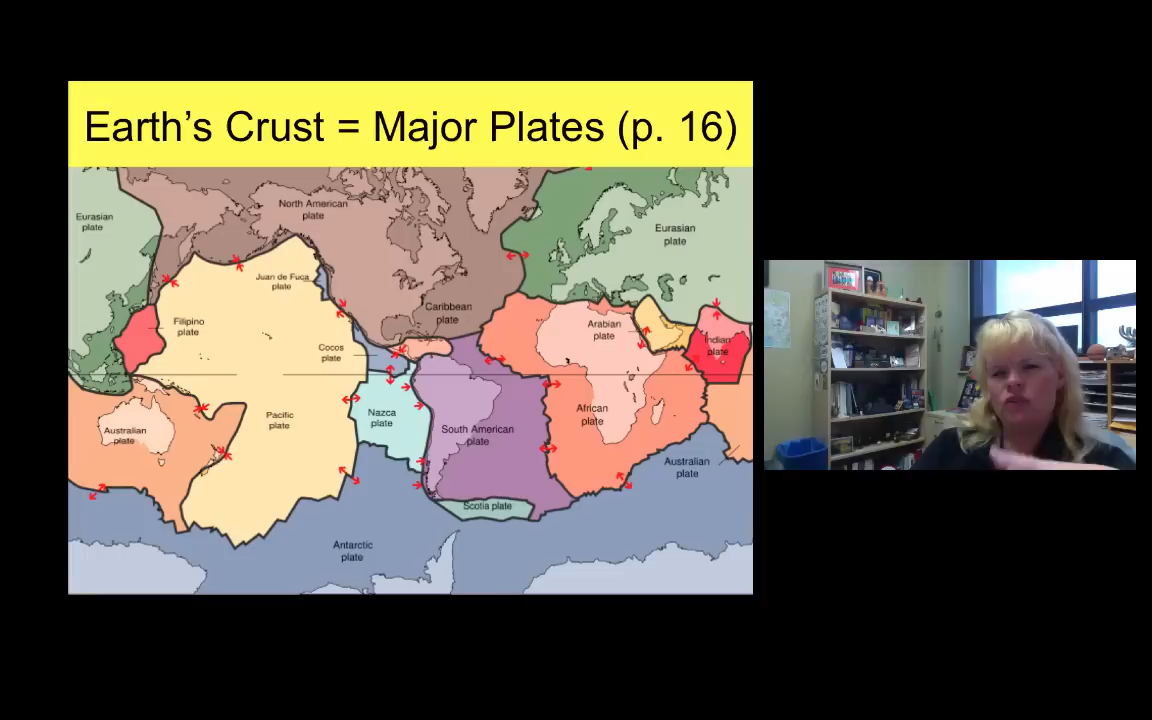 Earth's Crust = Major Plates (p. 16)
North American
plate
Eurasian
plate
Eurasian
plate
Juan de Fuca
plate
Caribbean
plate
Filipino
plate
Arabian
plate
Cocos
plate
Indian
plate
Nazca
plate
Pacific
plate
African
plate
Australian
plate
South American
plate
Australian
plate
Scotia plate
Antarctic
plate